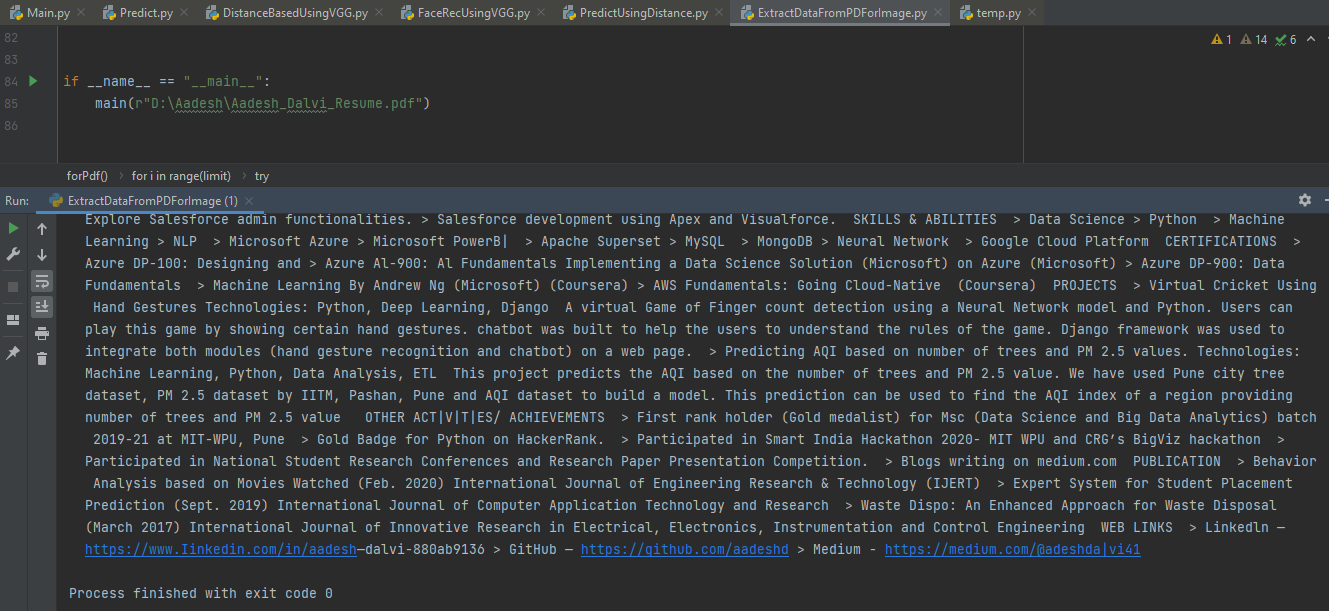 Main.py Predict.py DistanceBasedUsingVGG.py FaceRecUsingVGG.py PredictUsingDistance.py ExtractDataFromPDForImage.py temp.py
82
1 14 6
83
84 if __name__ == "__main__":
85 main(r"D:\Aadesh\Aadesh_Dalvi_Resume.pdf")
86
forPdf() › for i in range(limit) › try
Run: ExtractDataFromPDForImage (1)
Explore Salesforce admin functionalities. > Salesforce development using Apex and Visualforce. SKILLS & ABILITIES > Data Science > Python > Machine
Learning > NLP > Microsoft Azure > Microsoft PowerB| > Apache Superset > MySQL > MongoDB > Neural Network > Google Cloud Platform CERTIFICATIONS >
Azure DP-100: Designing and > Azure Al-900: Al Fundamentals Implementing a Data Science Solution (Microsoft) on Azure (Microsoft) > Azure DP-900: Data
Fundamentals > Machine Learning By Andrew Ng (Microsoft) (Coursera) > AWS Fundamentals: Going Cloud-Native (Coursera) PROJECTS > Virtual Cricket Using
Hand Gestures Technologies: Python, Deep Learning, Django A virtual Game of Finger count detection using a Neural Network model and Python. Users can
play this game by showing certain hand gestures. chatbot was built to help the users to understand the rules of the game. Django framework was used to
integrate both modules (hand gesture recognition and chatbot) on a web page. > Predicting AQI based on number of trees and PM 2.5 values. Technologies:
Machine Learning, Python, Data Analysis, ETL This project predicts the AQI based on the number of trees and PM 2.5 value. We have used Pune city tree
dataset, PM 2.5 dataset by IITM, Pashan, Pune and AQI dataset to build a model. This prediction can be used to find the AQI index of a region providing
number of trees and PM 2.5 value OTHER ACT|V|T|ES/ ACHIEVEMENTS > First rank holder (Gold medalist) for Msc (Data Science and Big Data Analytics) batch
2019-21 at MIT-WPU, Pune > Gold Badge for Python on HackerRank. > Participated in Smart India Hackathon 2020- MIT WPU and CRG’s BigViz hackathon >
Participated in National Student Research Conferences and Research Paper Presentation Competition. > Blogs writing on medium.com PUBLICATION > Behavior
Analysis based on Movies Watched (Feb. 2020) International Journal of Engineering Research & Technology (IJERT) > Expert System for Student Placement
Prediction (Sept. 2019) International Journal of Computer Application Technology and Research > Waste Dispo: An Enhanced Approach for Waste Disposal
(March 2017) International Journal of Innovative Research in Electrical, Electronics, Instrumentation and Control Engineering WEB LINKS > Linkedln —
https://www.Iinkedin.com/in/aadesh—dalvi-880ab9136 > GitHub — https://github.com/aadeshd > Medium - https://medium.com/@adeshda|vi41
Process finished with exit code 0